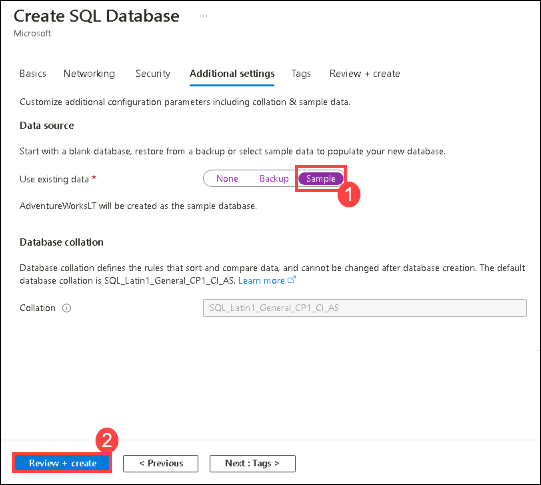 Create SQL Database ...
Microsoft
Basics Networking Security Additional settings Tags Review + create
Customize additional configuration parameters including collation & sample data.
Data source
Start with a blank database, restore from a backup or select sample data to populate your new database.
Use existing data * None Backup Sample
1
AdventureWorksLT will be created as the sample database.
Database collation
Database collation defines the rules that sort and compare data, and cannot be changed after database creation. The default
database collation is SQL_Latin1_General_CP1_CI_AS. Learn more
Collation SQL_Latin1_General_CP1_CI_AS
2
Review + create < Previous Next : Tags >